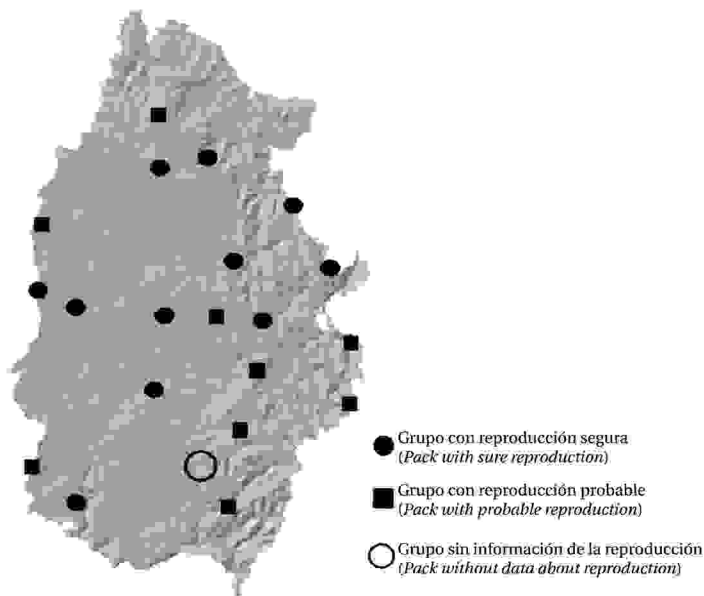 Grupo con reproducción segura
(Pack with sure reproduction)
Grupo con reproducción probable
(Pack with probable reproduction)
Grupo sin información de la reproducción
(Pack without data about reproduction)